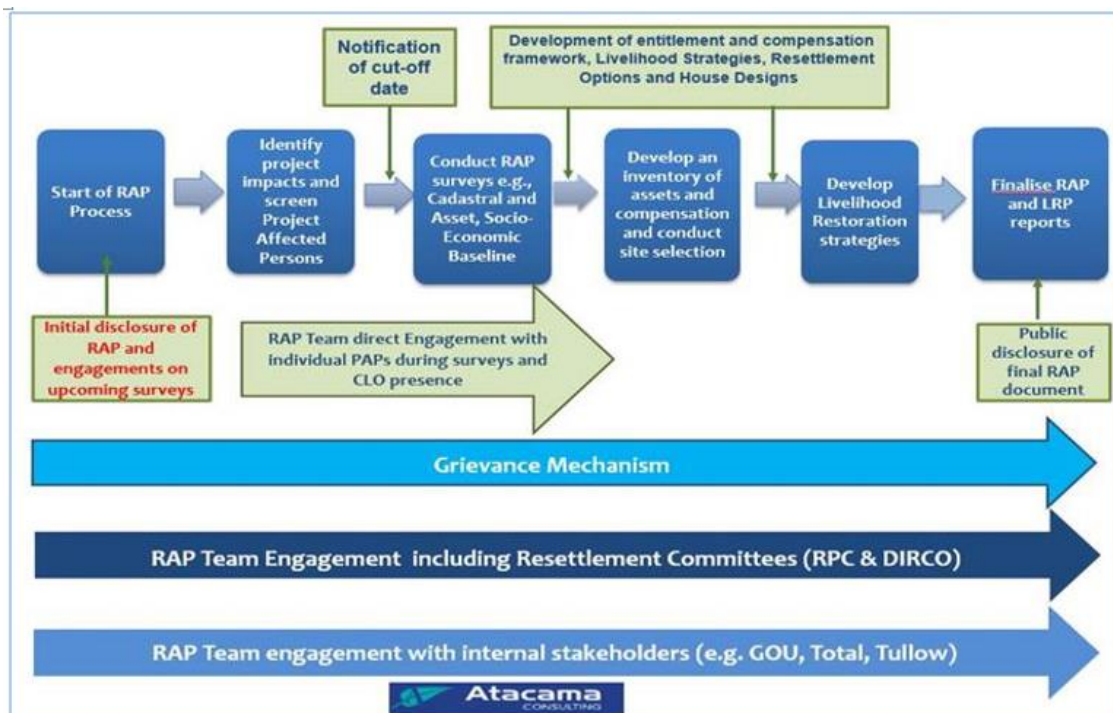 Notification
of cut-off
date
Development of entitlement and compensation
framework, Livelihood Strategies, Resettlement
Options and House Designs
Start of RAP
Process
Identify
project
impacts and
screen
Project
Affected
Persons
Conduct RAP
surveys e.g.,
Cadastral and
Asset, Socio-
Economic
Baseline
Develop an
inventory of
assets and
compensation
and conduct
site selection
Develop
Livelihood
Restoration
strategies
Finalise RAP
and LRP
reports
Initial disclosure of
RAP and
engagements on
upcoming surveys
RAP Team direct Engagement with
individual PAPs during surveys and
CLO presence
Public
disclosure of
final RAP
document
Grievance Mechanism
RAP Team Engagement including Resettlement Committees (RPC & DIRCO)
RAP Team engagement with internal stakeholders (e.g. GOU, Total, Tullow)
Atacama
CONSULTING